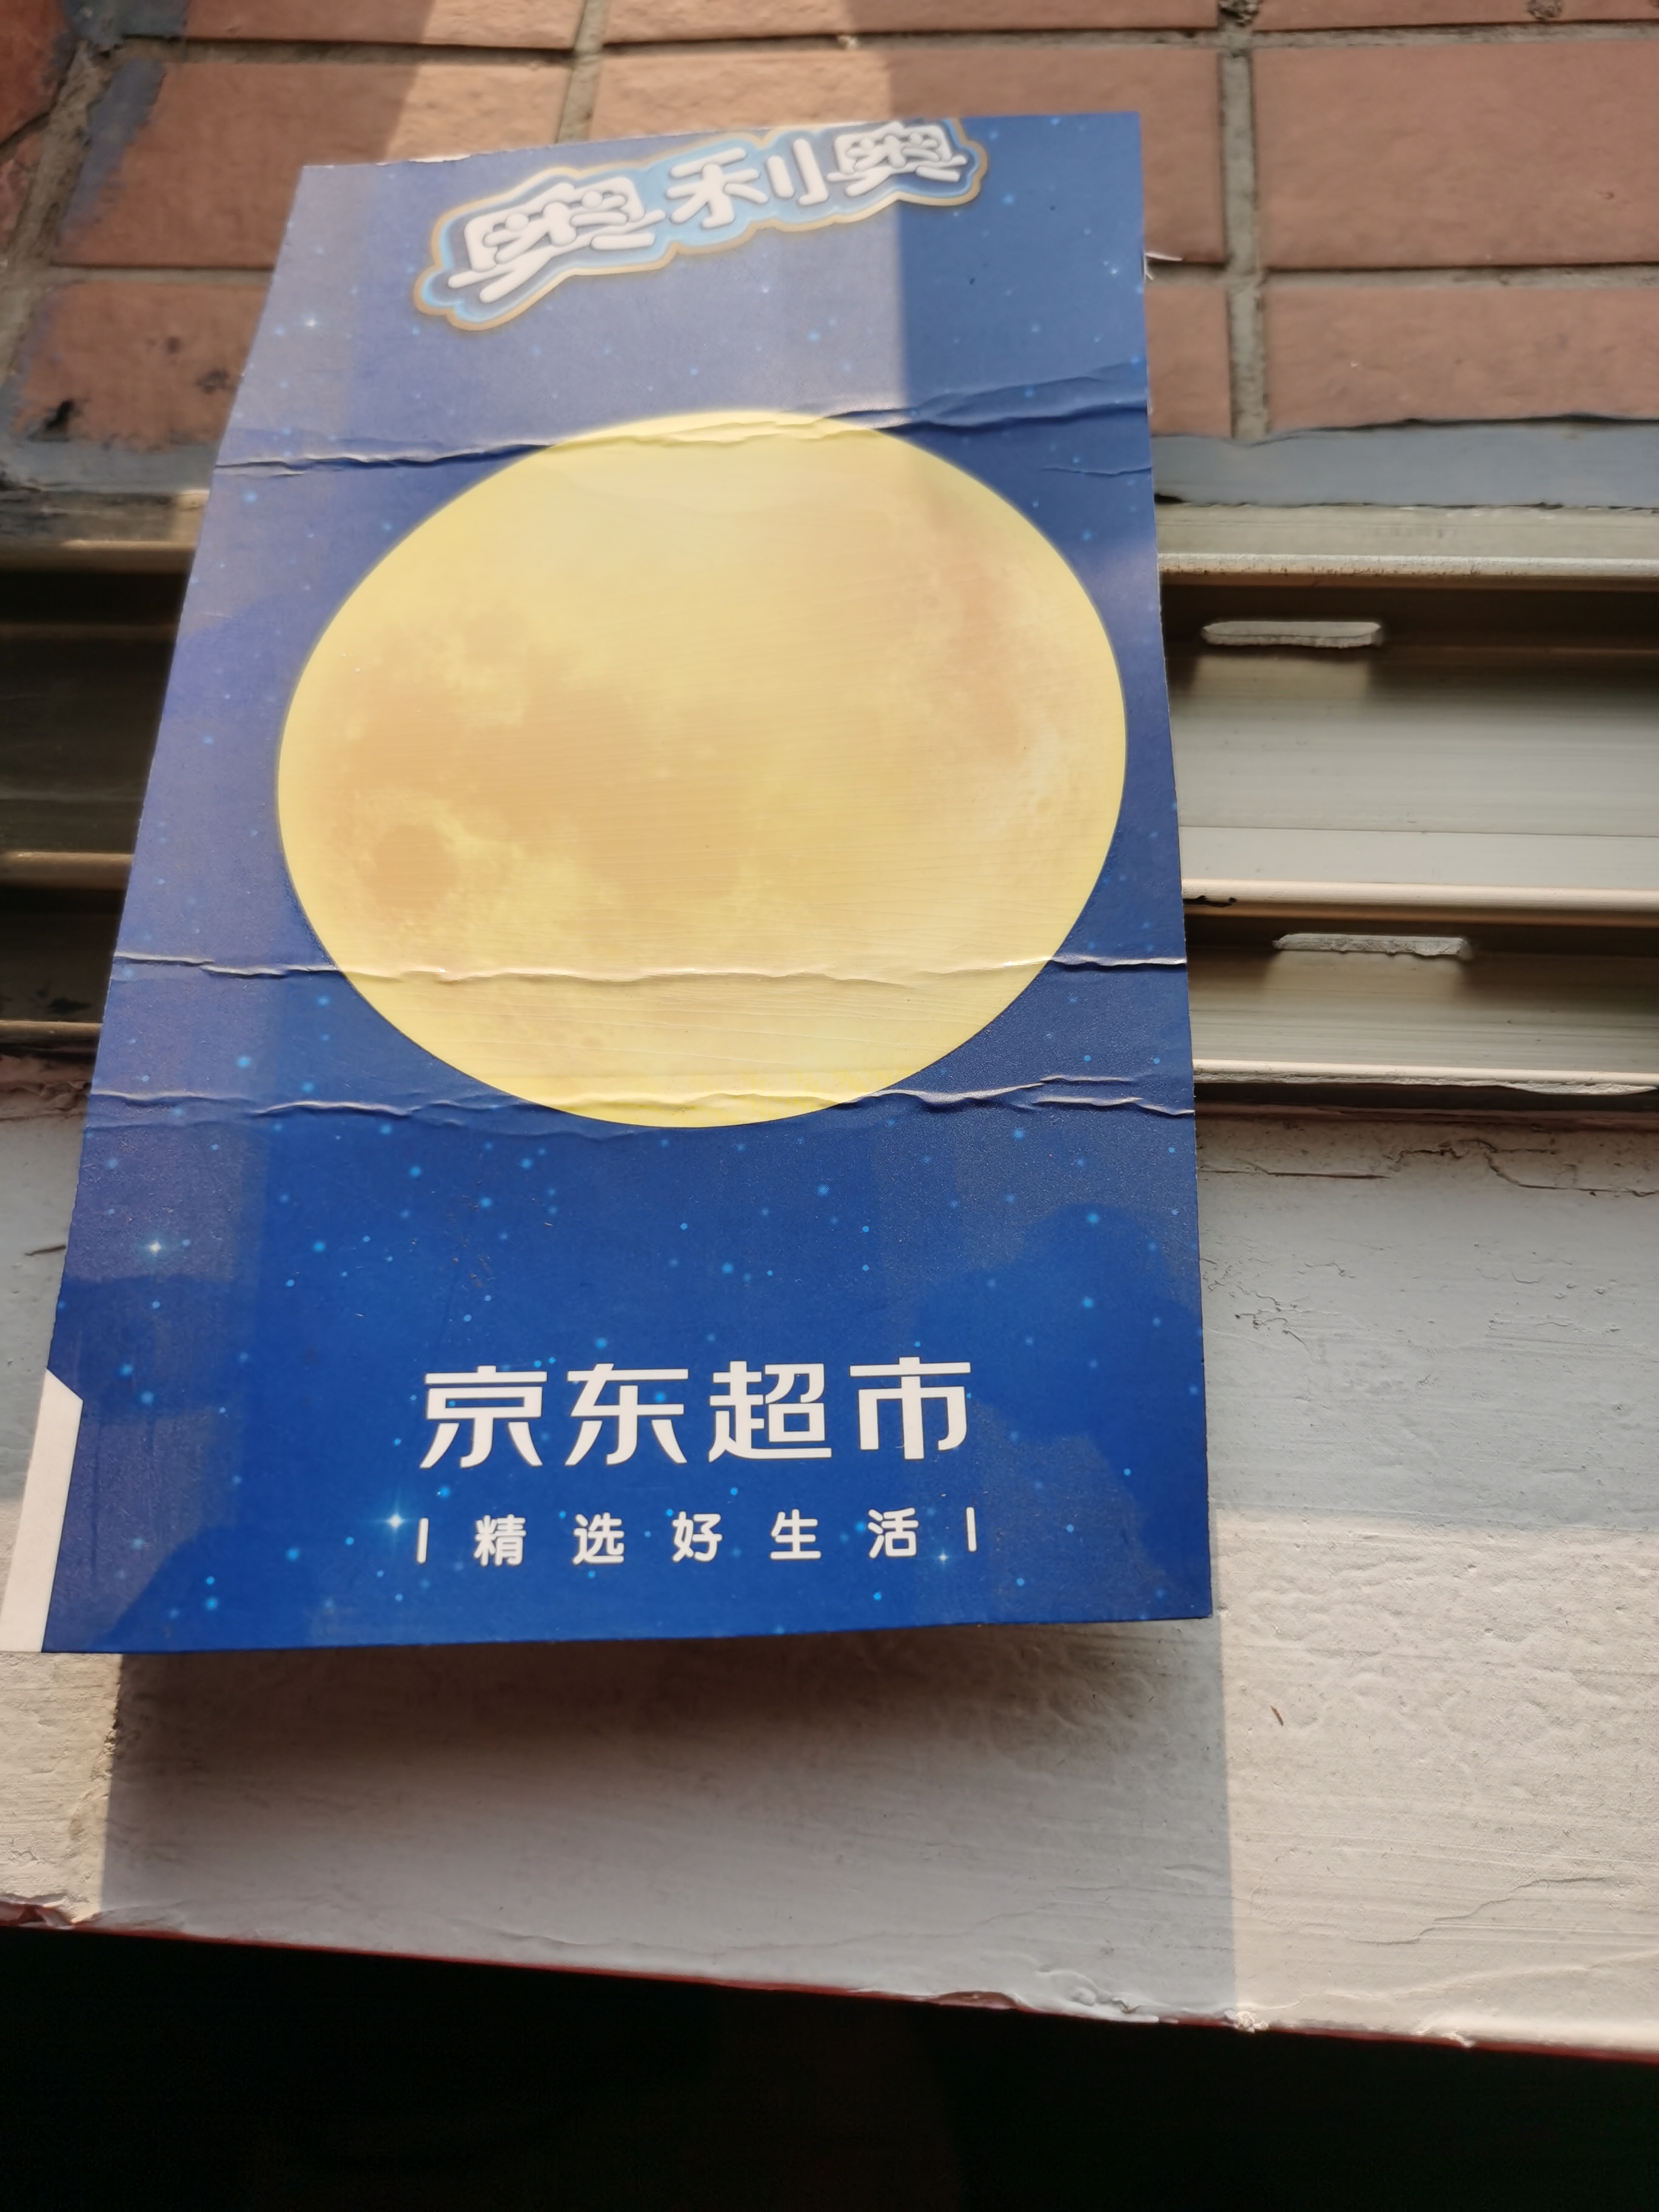 奥利奥
京东超市
| 精选好生活 |